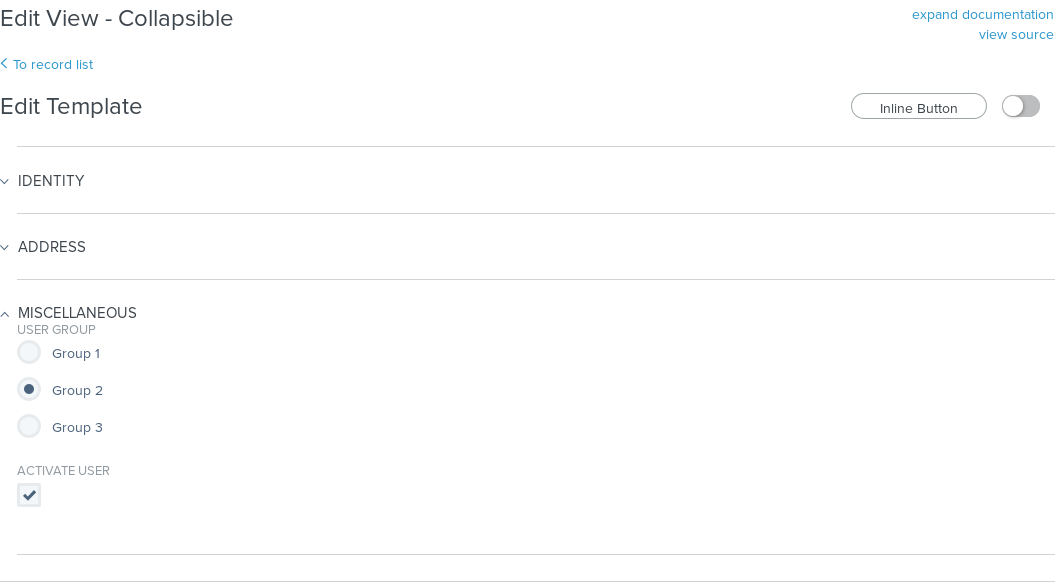 Edit View - Collapsible
expand documentation
view source
To record list
Edit Template
Inline Button
IDENTITY
ADDRESS
MISCELLANEOUS
USER GROUP
Group 1
Group 2
Group 3
ACTIVATE USER